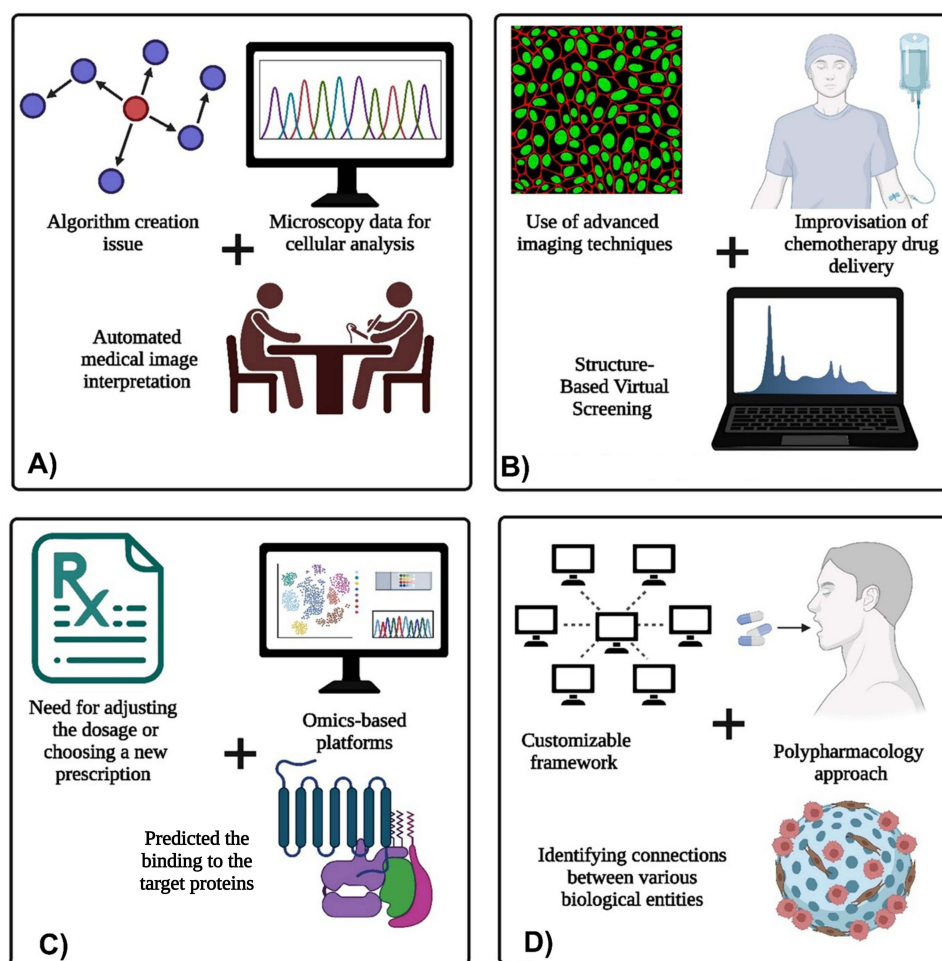 Algorithm creation
issue
Microscopy data for
cellular analysis
Automated
medical image
interpretation
A)
Use of advanced
imaging techniques
Improvisation of
chemotherapy drug
delivery
Structure-
Based Virtual
Screening
B)
Rx
Need for adjusting
the dosage or
choosing a new
prescription
Omics-based
platforms
Predicted the
binding to the
target proteins
C)
Customizable
framework
Polypharmacology
approach
Identifying connections
between various
biological entities
D)